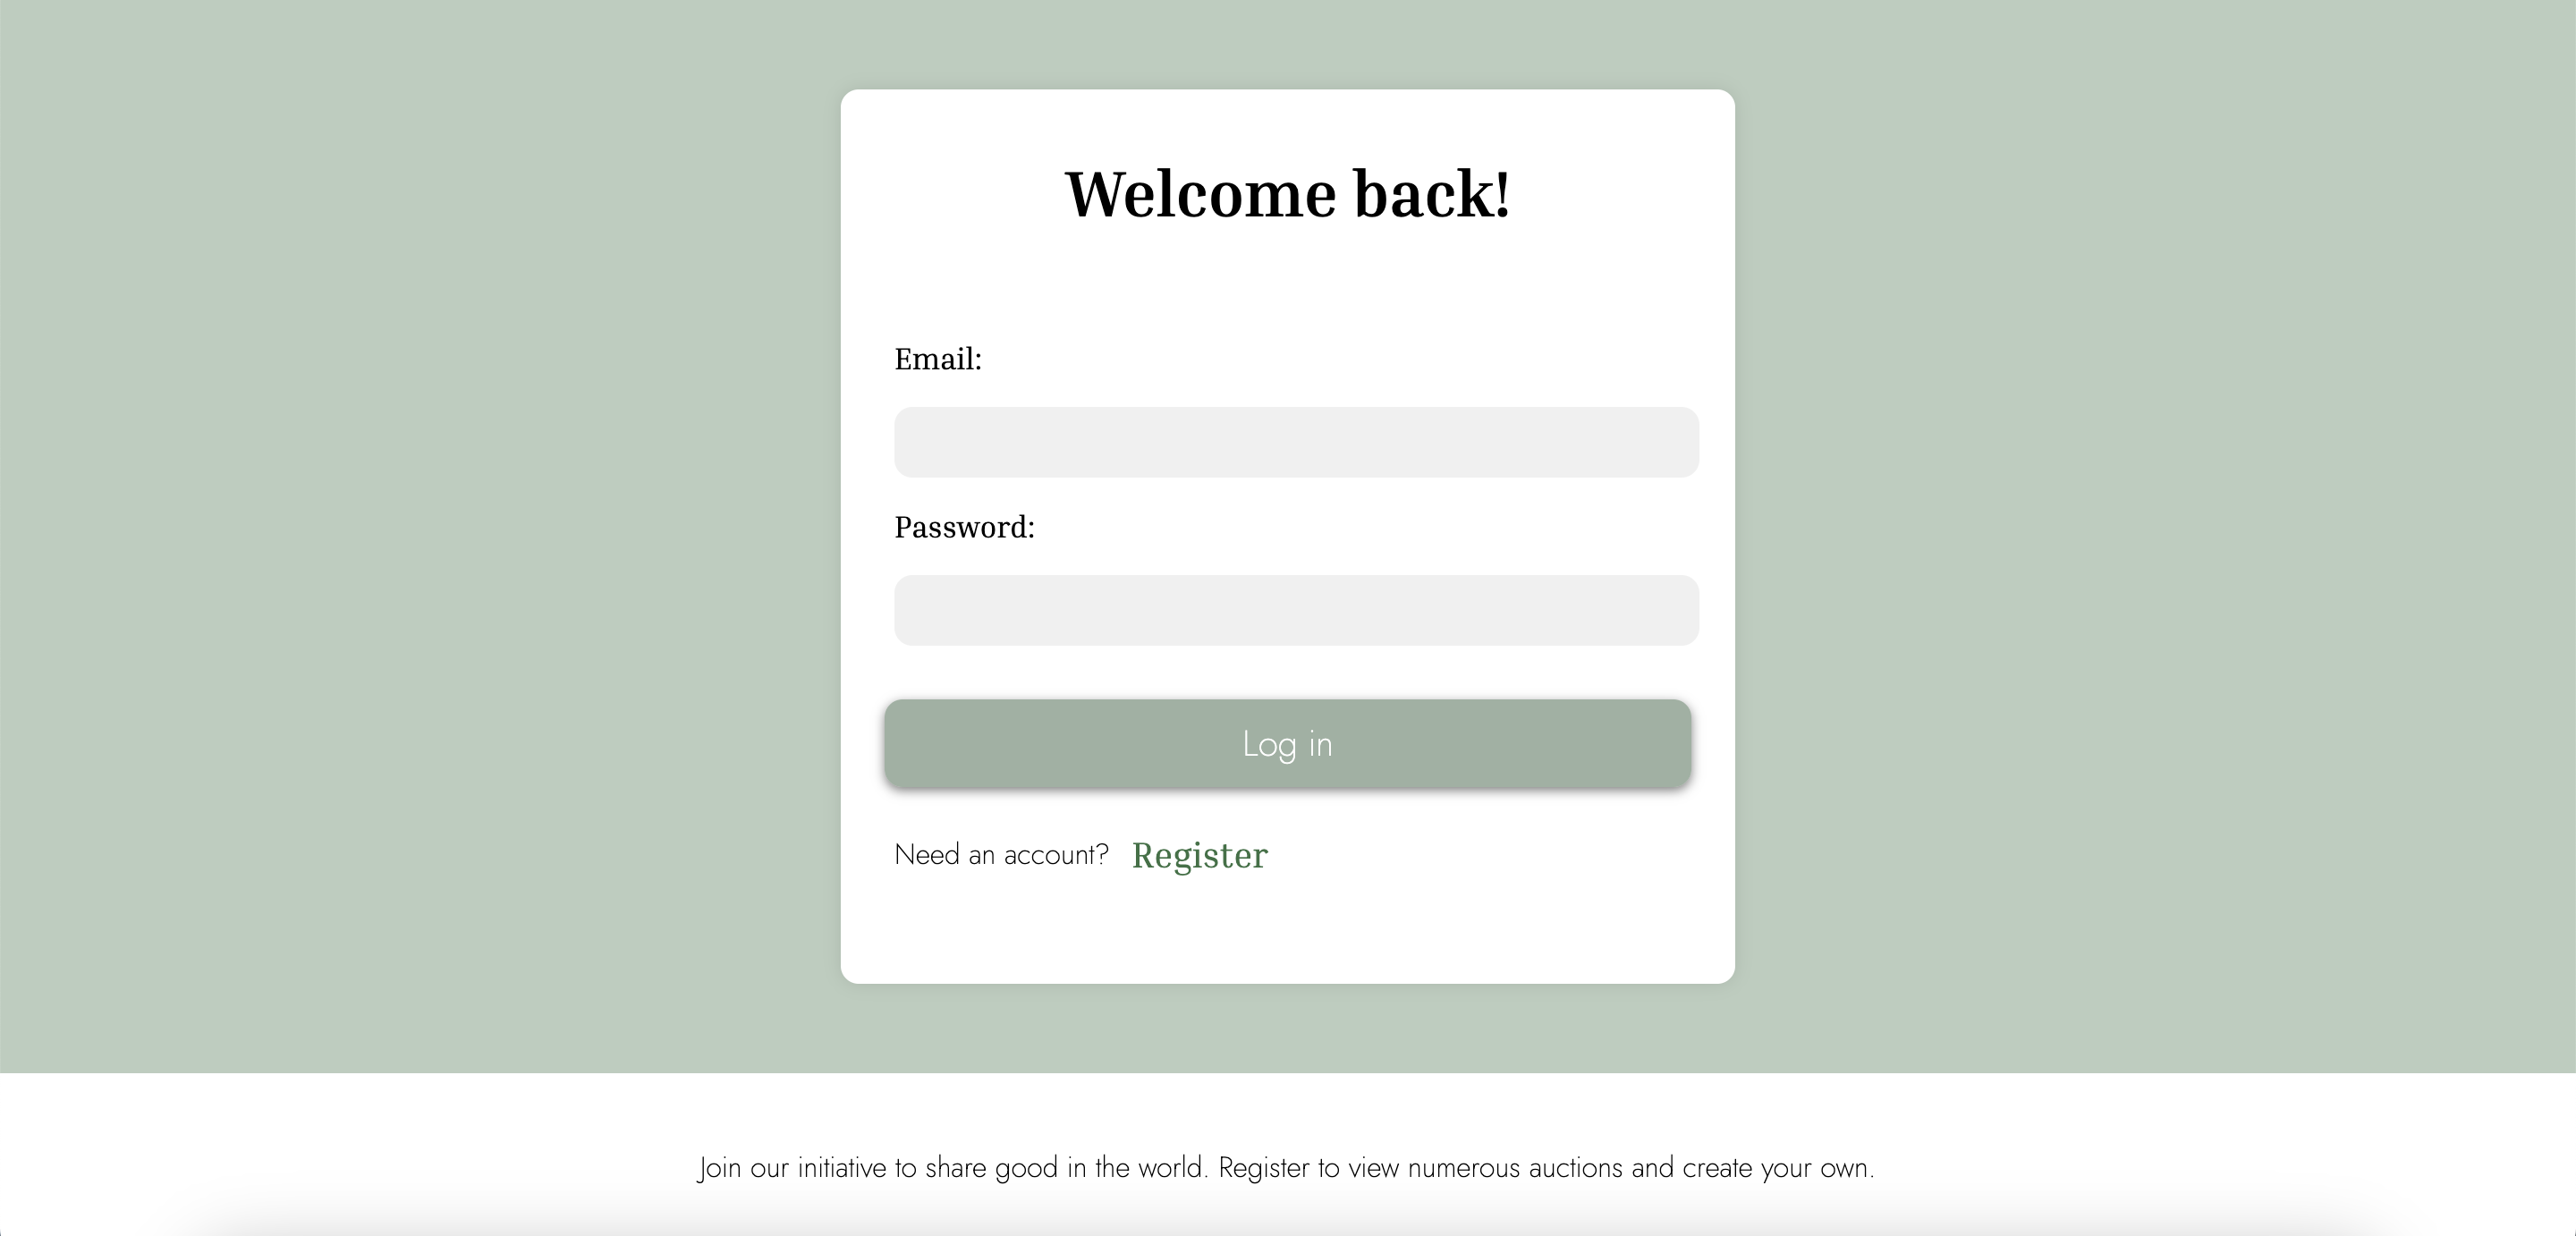 Welcome back!
Email:
Password:
Log in
Need an account? Register
Join our initiative to share good in the world. Register to view numerous auctions and create your own.